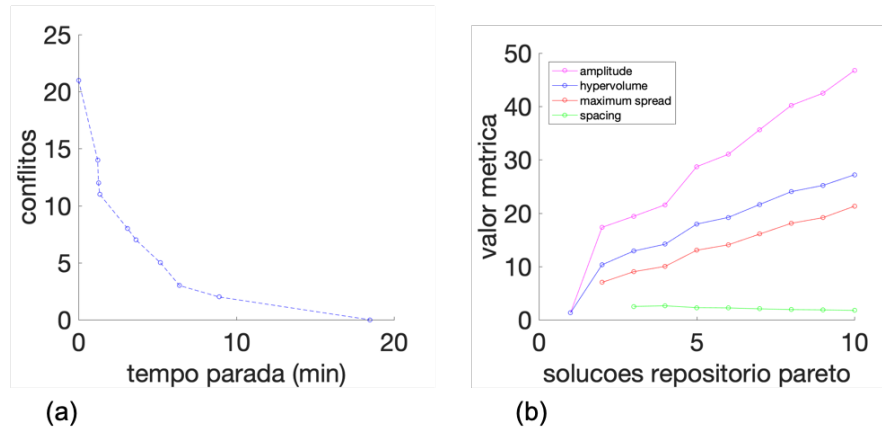 25
20
15
10
5
0
conflitos
0 10 20
tempo parada (min)
(a)
50
40
30
20
10
0
valor metrica
amplitude
hypervolume
maximum spread
spacing
0 5 10
solucoes repositorio pareto
(b)